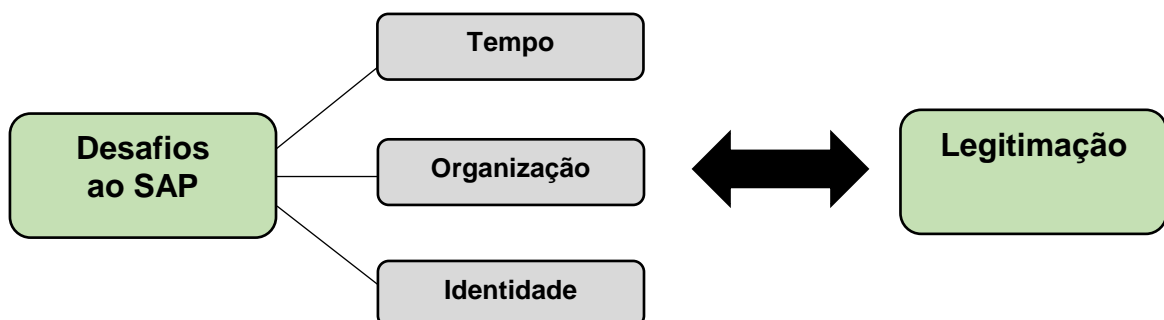 Tempo
Desafios
ao SAP
Organização
Legitimação
Identidade